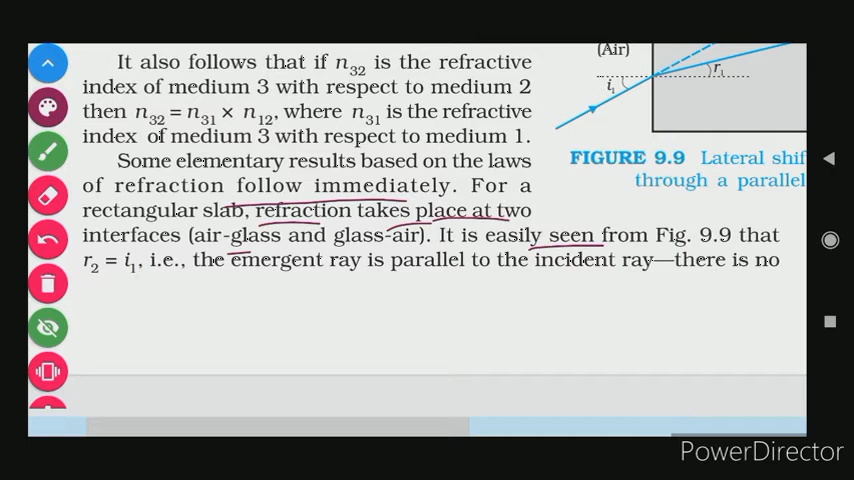 It also follows that if n₃₂ is the refractive
index of medium 3 with respect to medium 2
then n₃₂ = n₃₁ × n₁₂, where n₃₁ is the refractive
index of medium 3 with respect to medium 1.
Some elementary results based on the laws
of refraction follow immediately. For a
rectangular slab, refraction takes place at two
interfaces (air-glass and glass-air). It is easily seen from Fig. 9.9 that
r₂ = i₁, i.e., the emergent ray is parallel to the incident ray—there is no
(Air)
i₁
r₁
FIGURE 9.9 Lateral shif
through a parallel
PowerDirector